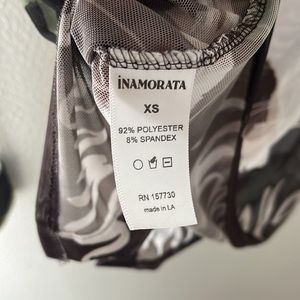 iNAMORATA
XS
92% POLYESTER
8% SPANDEX
RN 157730
made in LA